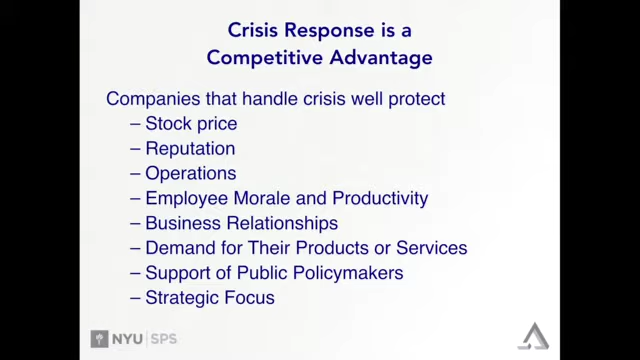 Crisis Response is a
Competitive Advantage
Companies that handle crisis well protect
– Stock price
– Reputation
– Operations
– Employee Morale and Productivity
– Business Relationships
– Demand for Their Products or Services
– Support of Public Policymakers
– Strategic Focus
NYU | SPS